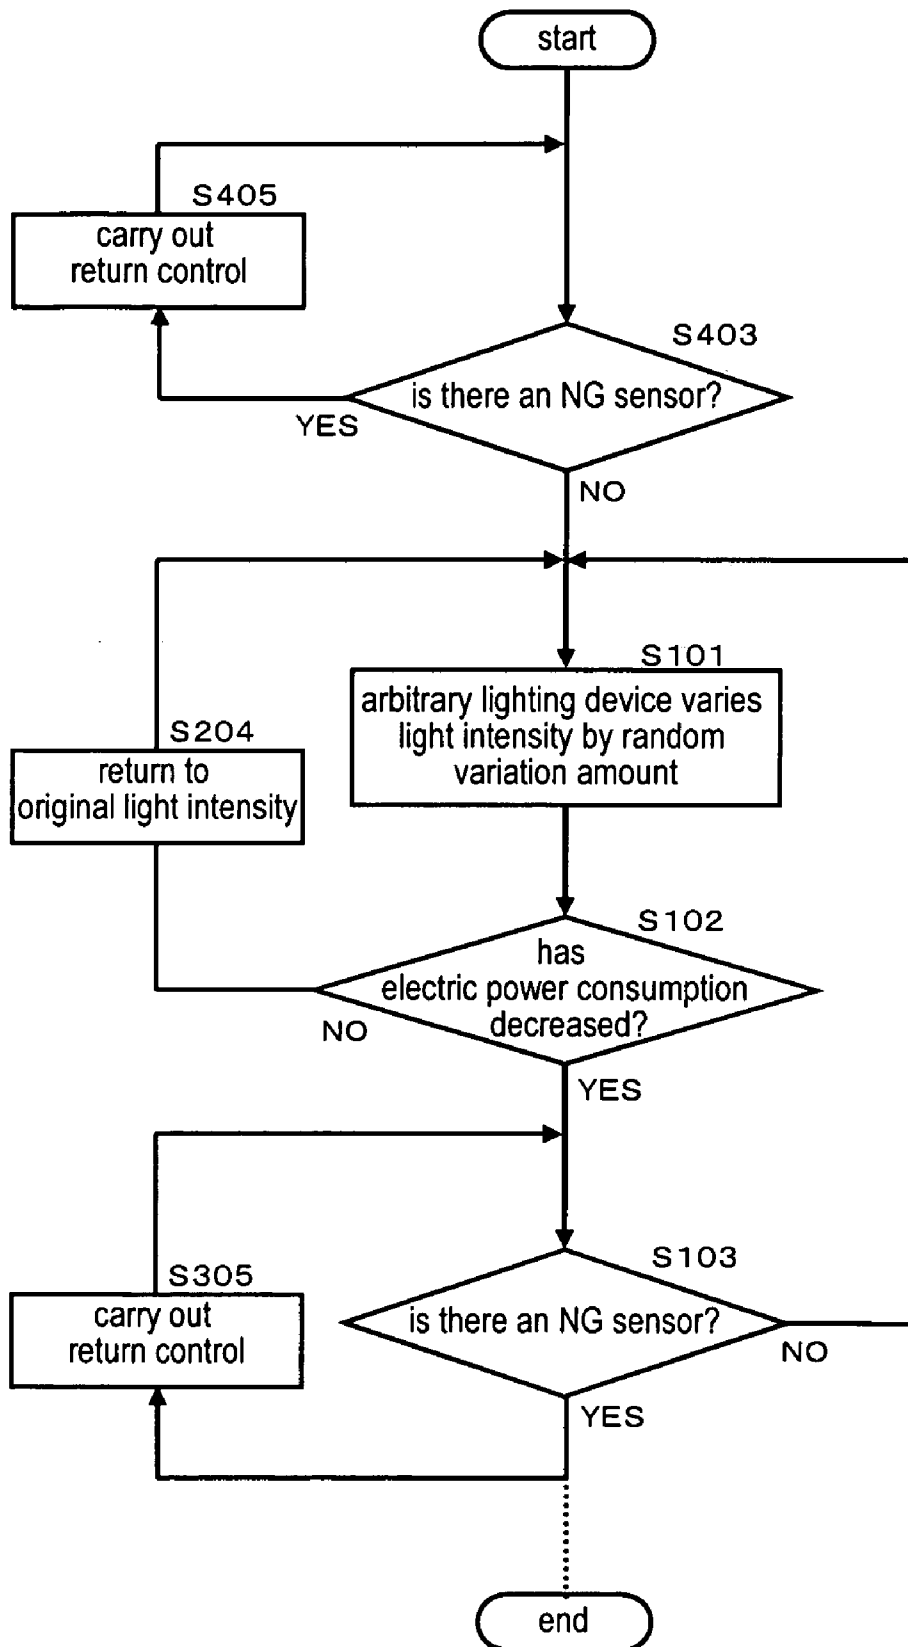 start
S405
carry out
return control
S403
is there an NG sensor?
YES
NO
S101
arbitrary lighting device varies
light intensity by random
variation amount
S204
return to
original light intensity
S102
has
electric power consumption
decreased?
NO
YES
S103
is there an NG sensor?
NO
YES
S305
carry out
return control
end